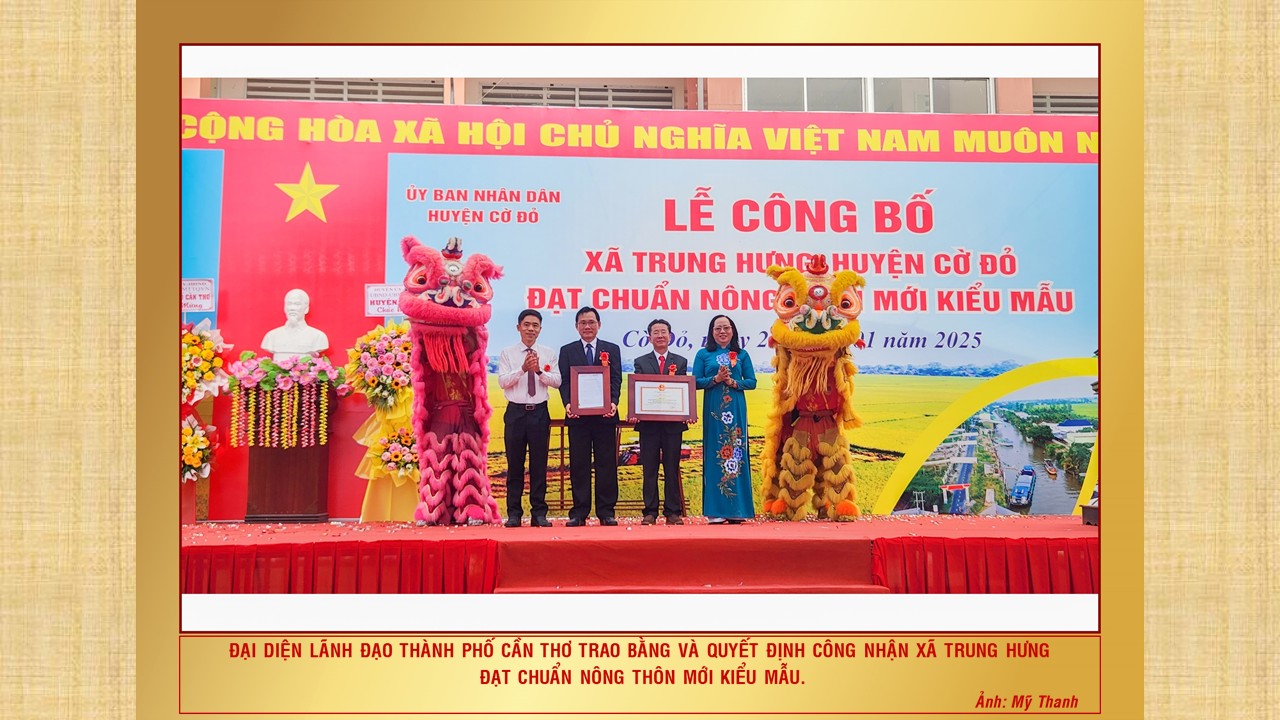 CỘNG HÒA XÃ HỘI CHỦ NGHĨA VIỆT NAM MUÔN N
ỦY BAN NHÂN DÂN
HUYỆN CỜ ĐỎ
LỄ CÔNG BỐ
XÃ TRUNG HƯNG, HUYỆN CỜ ĐỎ
ĐẠT CHUẨN NÔNG MỚI KIỂU MẪU
Cờ Đỏ, 01 năm 2025
CẦN THƠ
ĐẠI DIỆN LÃNH ĐẠO THÀNH PHỐ CẦN THƠ TRAO BẰNG VÀ QUYẾT ĐỊNH CÔNG NHẬN XÃ TRUNG HƯNG
ĐẠT CHUẨN NÔNG THÔN MỚI KIỂU MẪU.
Ảnh: Mỹ Thanh